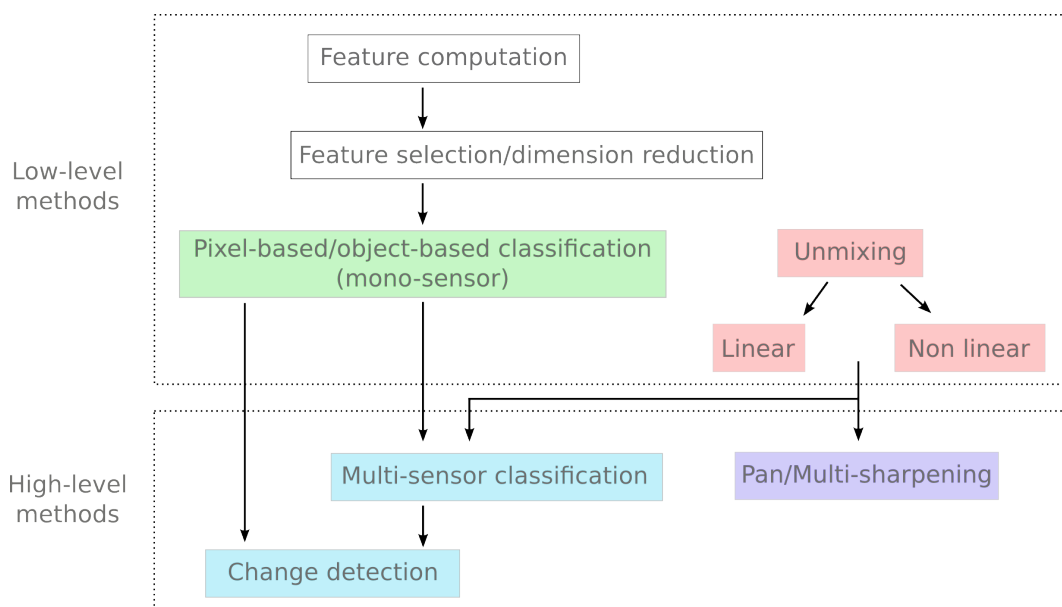 Feature computation
Feature selection/dimension reduction
Low-level
methods
Pixel-based/object-based classification
(mono-sensor)
Unmixing
Linear
Non linear
High-level
methods
Multi-sensor classification
Pan/Multi-sharpening
Change detection